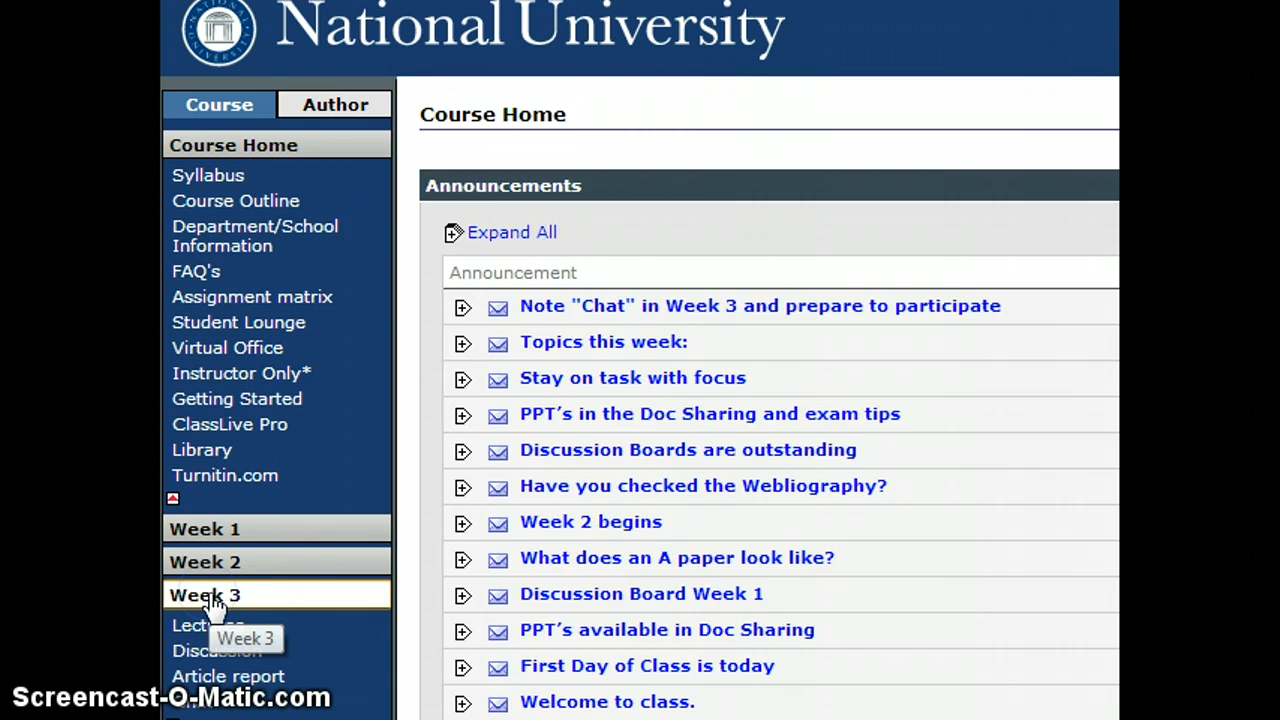 National University
Course
Author
Course Home
Syllabus
Course Outline
Department/School
Information
FAQ's
Assignment matrix
Student Lounge
Virtual Office
Instructor Only*
Getting Started
ClassLive Pro
Library
Turnitin.com
Week 1
Week 2
Week 3
Week 3
Article report
Course Home
Announcements
Expand All
Announcement
Note "Chat" in Week 3 and prepare to participate
Topics this week:
Stay on task with focus
PPT's in the Doc Sharing and exam tips
Discussion Boards are outstanding
Have you checked the Webliography?
Week 2 begins
What does an A paper look like?
Discussion Board Week 1
PPT's available in Doc Sharing
First Day of Class is today
Welcome to class.
Screencast-O-Matic.com